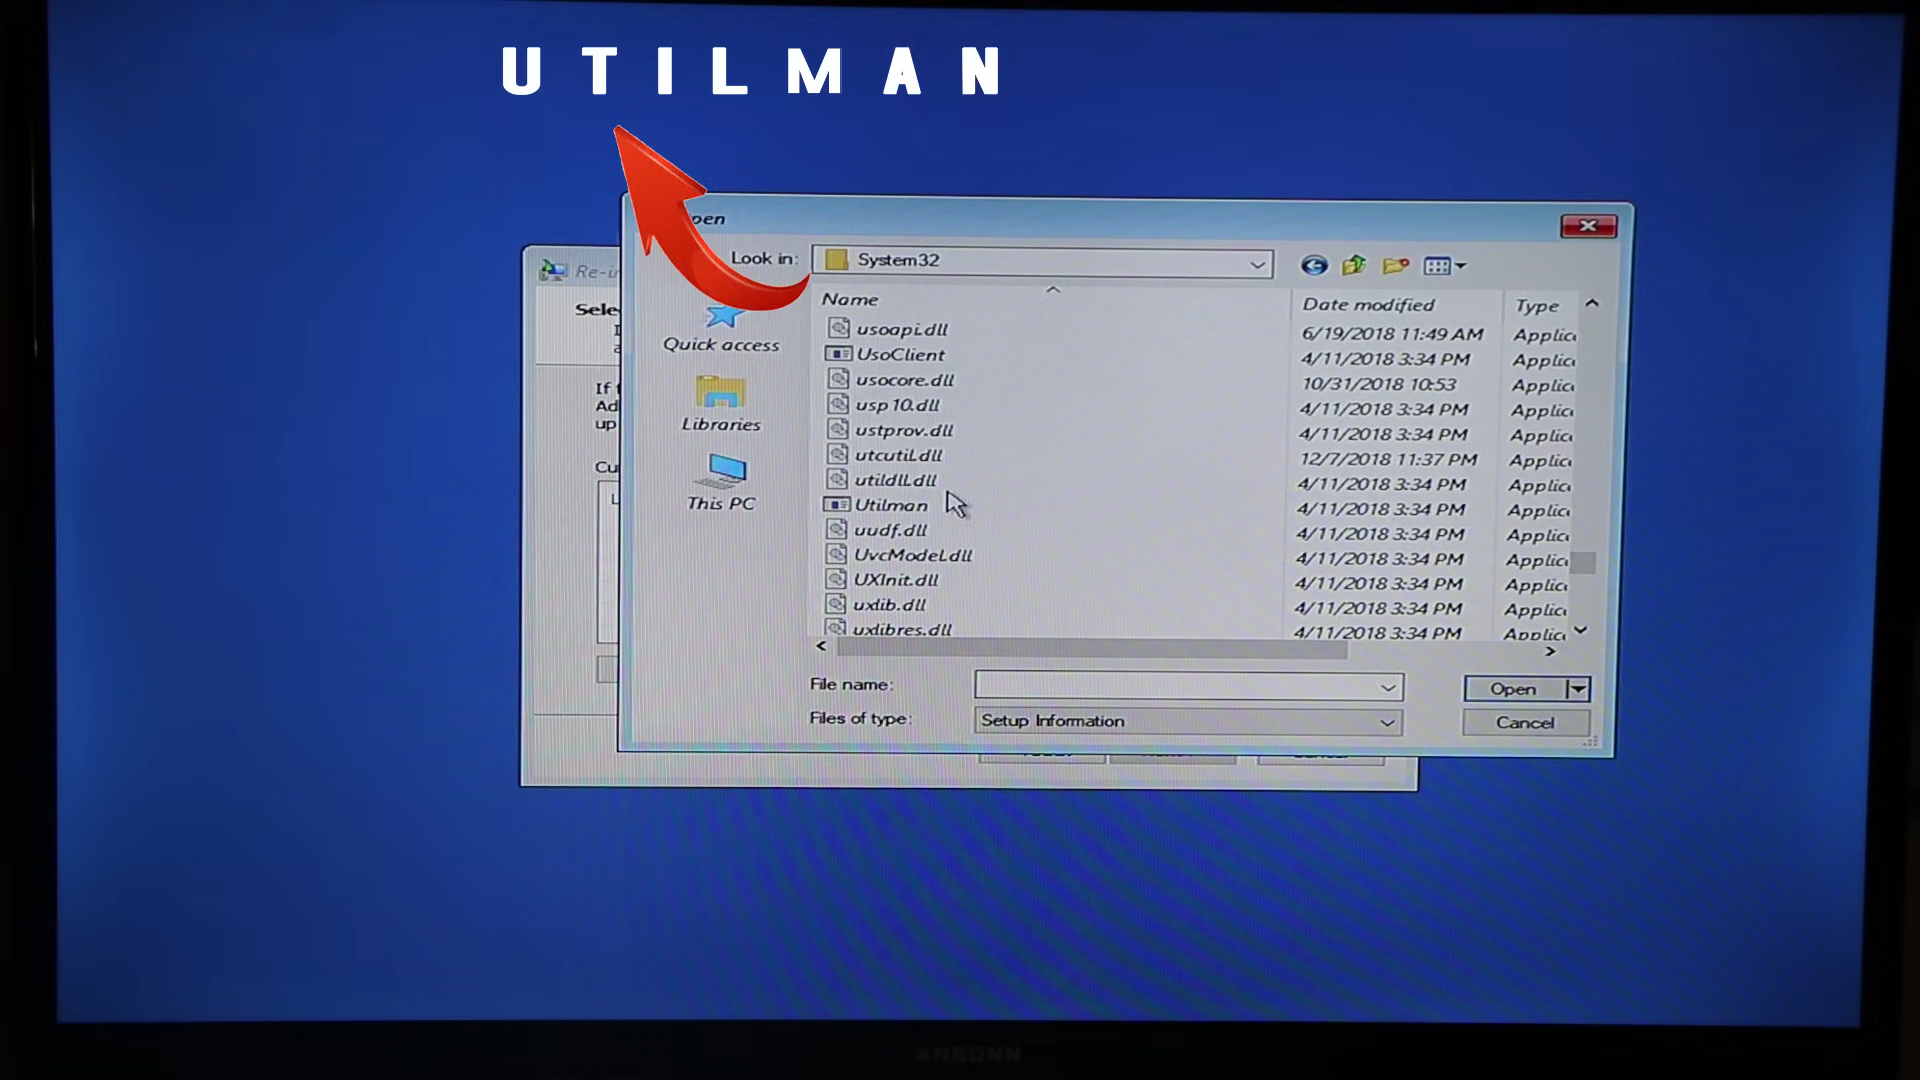 UTILMAN
pen
Look in: System32
Re-i
Sele
If
Ad
up
Cu
Quick access
Libraries
This PC
Name Date modified Type
usoapi.dll 6/19/2018 11:49 AM Applic
UsoClient 4/11/2018 3:34 PM Applic
usocore.dll 10/31/2018 10:53 Applic
usp10.dll 4/11/2018 3:34 PM Applic
ustprov.dll 4/11/2018 3:34 PM Applic
utcutil.dll 12/7/2018 11:37 PM Applic
utildll.dll 4/11/2018 3:34 PM Applic
Utilman 4/11/2018 3:34 PM Applic
uudf.dll 4/11/2018 3:34 PM Applic
UvcModel.dll 4/11/2018 3:34 PM Applic
UXInit.dll 4/11/2018 3:34 PM Applic
uxlib.dll 4/11/2018 3:34 PM Applic
uxlibres.dll 4/11/2018 3:34 PM Applic
File name: Open
Files of type: Setup Information Cancel